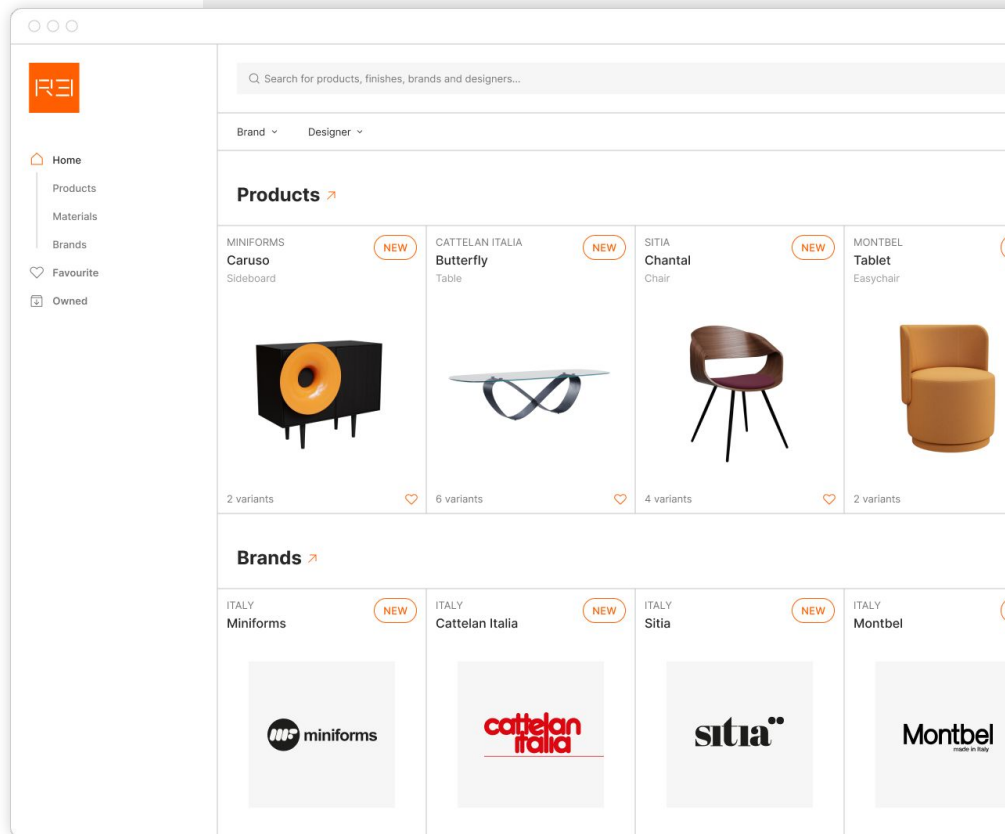 REI
Search for products, finishes, brands and designers...
Brand
Designer
Home
Products
Materials
Brands
Favourite
Owned
Products
MINIFORMS
Caruso
Sideboard
NEW
2 variants
CATTELAN ITALIA
Butterfly
Table
NEW
6 variants
SITIA
Chantal
Chair
NEW
4 variants
MONTBEL
Tablet
Easychair
2 variants
Brands
ITALY
Miniforms
NEW
miniforms
ITALY
Cattelan Italia
NEW
cattelan
italia
ITALY
Sitia
NEW
sitia
ITALY
Montbel
Montbel
made in Italy